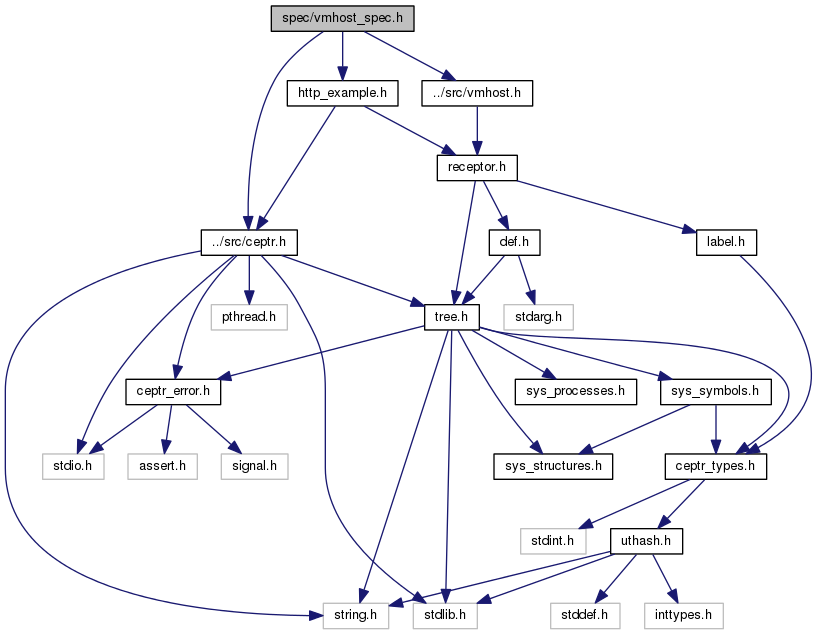 spec/vmhost_spec.h
http_example.h
../src/vmhost.h
receptor.h
../src/ceptr.h
def.h
label.h
pthread.h
tree.h
stdarg.h
ceptr_error.h
sys_processes.h
sys_symbols.h
stdio.h
assert.h
signal.h
sys_structures.h
ceptr_types.h
stdint.h
uthash.h
string.h
stdlib.h
stddef.h
inttypes.h